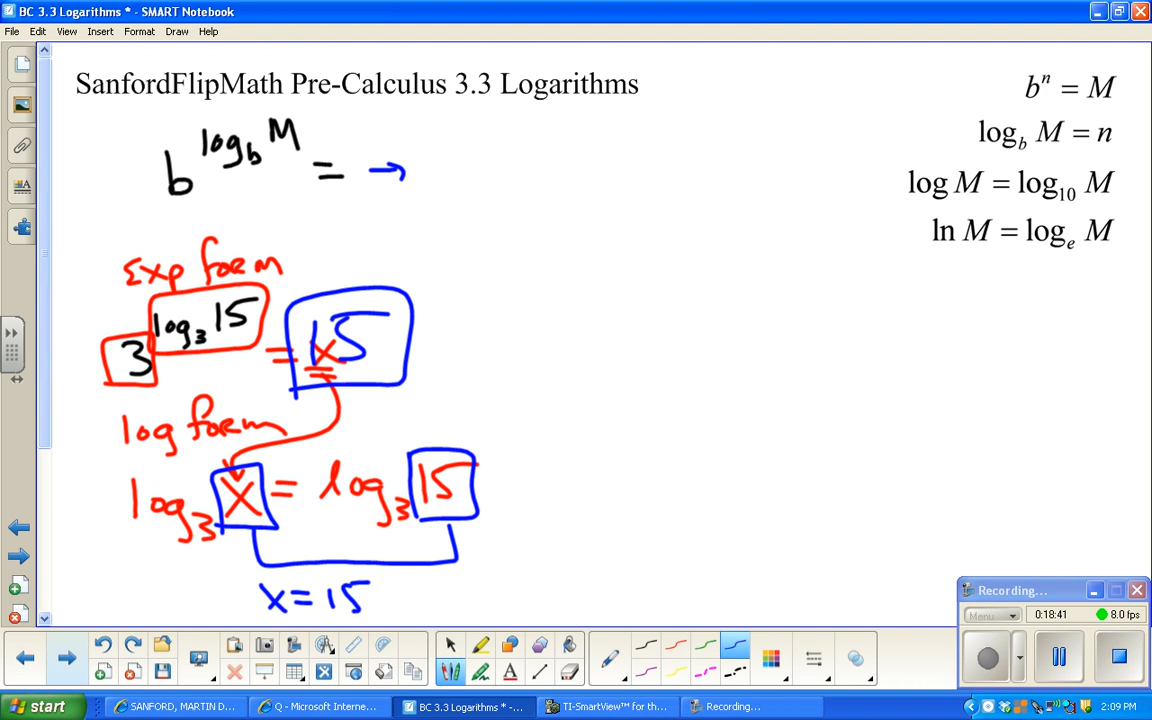 BC 3.3 Logarithms * - SMART Notebook
File Edit View Insert Format Draw Help
SanfordFlipMath Pre-Calculus 3.3 Logarithms
bⁿ = M
log_b M = n
log M = log₁₀ M
ln M = log_e M
b^(log_b M) = →
Exp form
3^(log₃ 15) = x 15
log form
log₃ x = log₃ 15
x = 15
Recording...
Menu 0:18:41 8.0 fps
start SANFORD, MARTIN D... Q - Microsoft Interne... BC 3.3 Logarithms * -... TI-SmartView™ for th... Recording... 2:09 PM